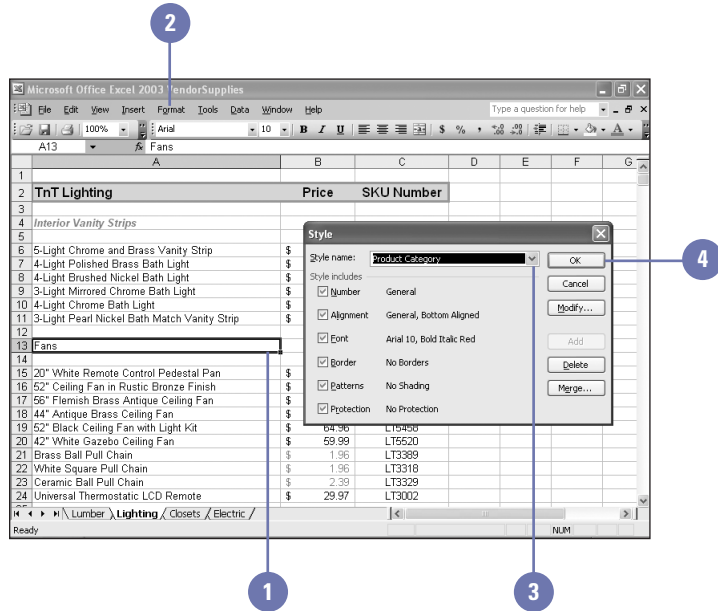 2
Microsoft Office Excel 2003 VendorSupplies
File Edit View Insert Format Tools Data Window Help Type a question for help
100% Arial 10 B I U $ % ,
A13 fx Fans
A B C D E F G
1
2 TnT Lighting Price SKU Number
3
4 Interior Vanity Strips
5
6 5-Light Chrome and Brass Vanity Strip $
7 4-Light Polished Brass Bath Light $
8 4-Light Brushed Nickel Bath Light $
9 3-Light Mirrored Chrome Bath Light $
10 4-Light Chrome Bath Light $
11 3-Light Pearl Nickel Bath Match Vanity Strip $
12
13 Fans
14
15 20" White Remote Control Pedestal Pan $
16 52" Ceiling Fan in Rustic Bronze Finish $
17 56" Flemish Brass Antique Ceiling Fan $
18 44" Antique Brass Ceiling Fan $
19 52" Black Ceiling Fan with Light Kit $ 64.96 LT5458
20 42" White Gazebo Ceiling Fan $ 59.99 LT5520
21 Brass Ball Pull Chain $ 1.96 LT3389
22 White Square Pull Chain $ 1.96 LT3318
23 Ceramic Ball Pull Chain $ 2.39 LT3329
24 Universal Thermostatic LCD Remote $ 29.97 LT3002
Lumber Lighting Closets Electric
Ready NUM
Style
Style name: Product Category OK
Style includes Cancel
Number General Modify...
Alignment General, Bottom Aligned
Font Arial 10, Bold Italic Red Add
Border No Borders Delete
Patterns No Shading Merge...
Protection No Protection
4
1
3